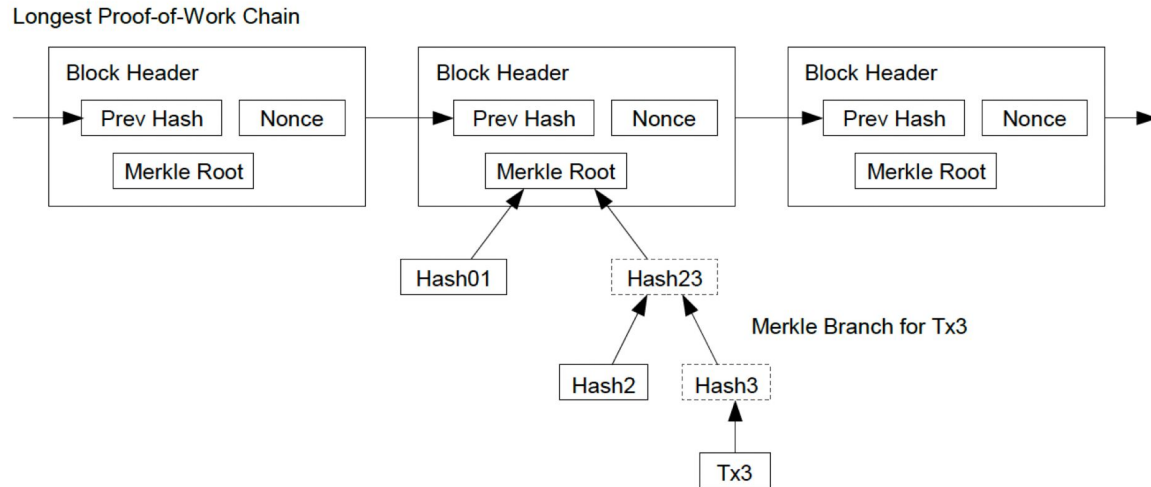 Longest Proof-of-Work Chain
Block Header
Block Header
Block Header
Prev Hash
Nonce
Prev Hash
Nonce
Prev Hash
Nonce
Merkle Root
Merkle Root
Merkle Root
Hash01
Hash23
Merkle Branch for Tx3
Hash2
Hash3
Tx3